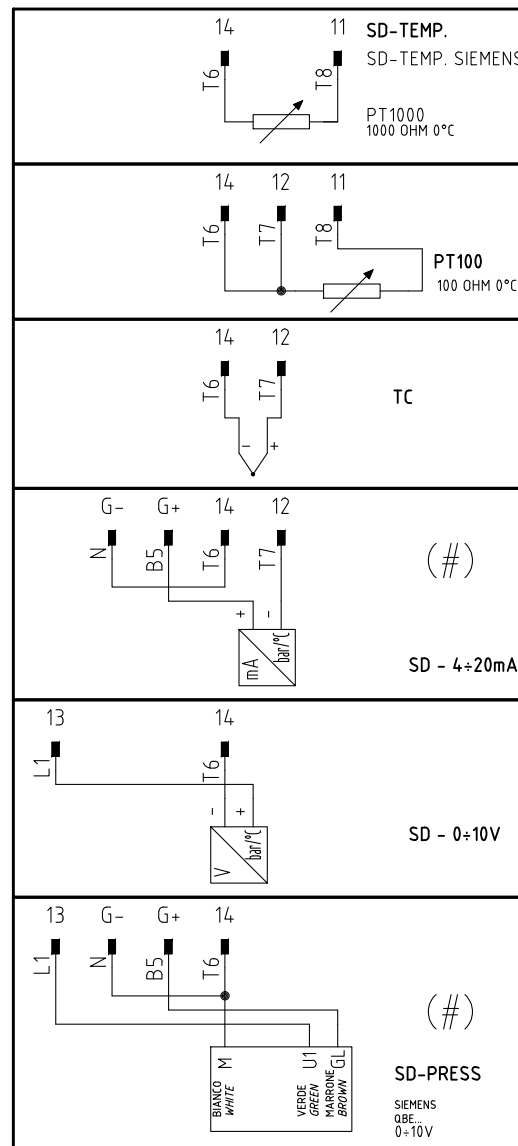 14 11 SD-TEMP.
SD-TEMP. SIEMENS
T6 T8
PT1000
1000 OHM 0°C
14 12 11
T6 T7 T8
PT100
100 OHM 0°C
14 12
T6 T7
TC
- +
G- G+ 14 12
N B5 T6 T7
(#)
+ -
mA bar/°C
SD - 4÷20mA
13 14
L1 T6
- +
V bar/°C
SD - 0÷10V
13 G- G+ 14
L1 N B5 T6
(#)
M U1 GL
BIANCO VERDE MARRONE
WHITE GREEN BROWN
SD-PRESS
SIEMENS
QBE...
0÷10V